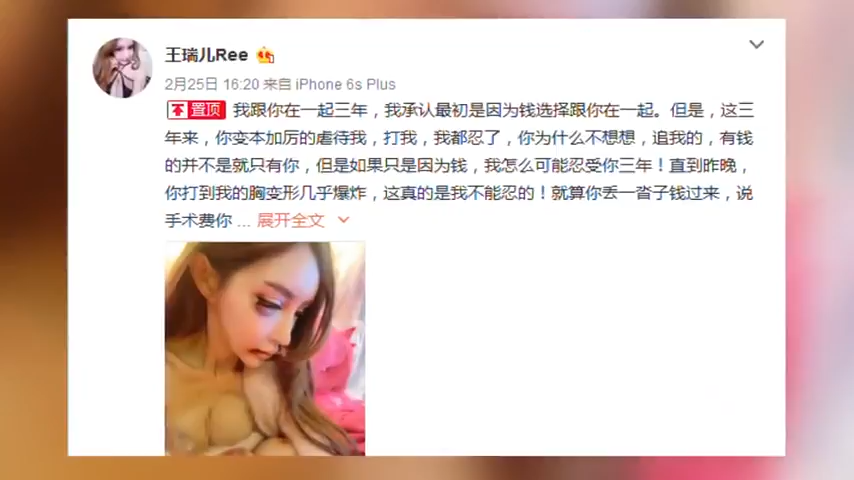 王瑞儿Ree
2月25日 16:20 来自 iPhone 6s Plus
置顶 我跟你在一起三年，我承认最初是因为钱选择跟你在一起。但是，这三
年来，你变本加厉的虐待我，打我，我都忍了，你为什么不想想，追我的，有钱
的并不是就只有你，但是如果只是因为钱，我怎么可能忍受你三年！直到昨晚，
你打到我的胸变形几乎爆炸，这真的是我不能忍的！就算你丢一沓子钱过来，说
手术费你 ... 展开全文